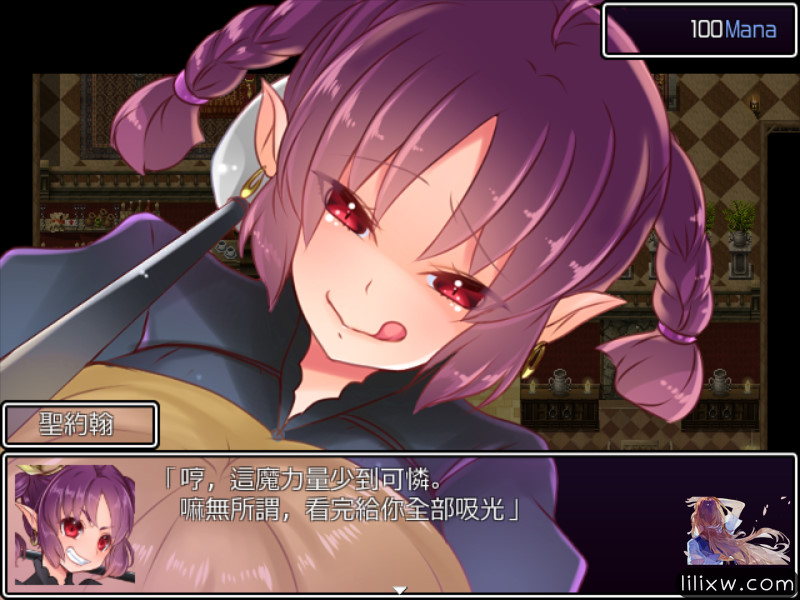 100Mana
聖約翰
「哼，這魔力量少到可憐。
嘛無所謂，看完給你全部吸光」
lilixw.com